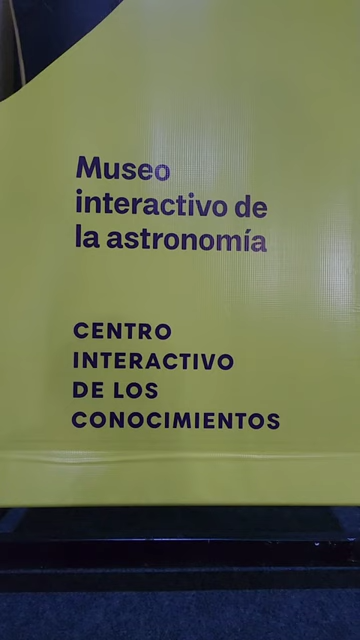 Museo
interactivo de
la astronomía
CENTRO
INTERACTIVO
DE LOS
CONOCIMIENTOS